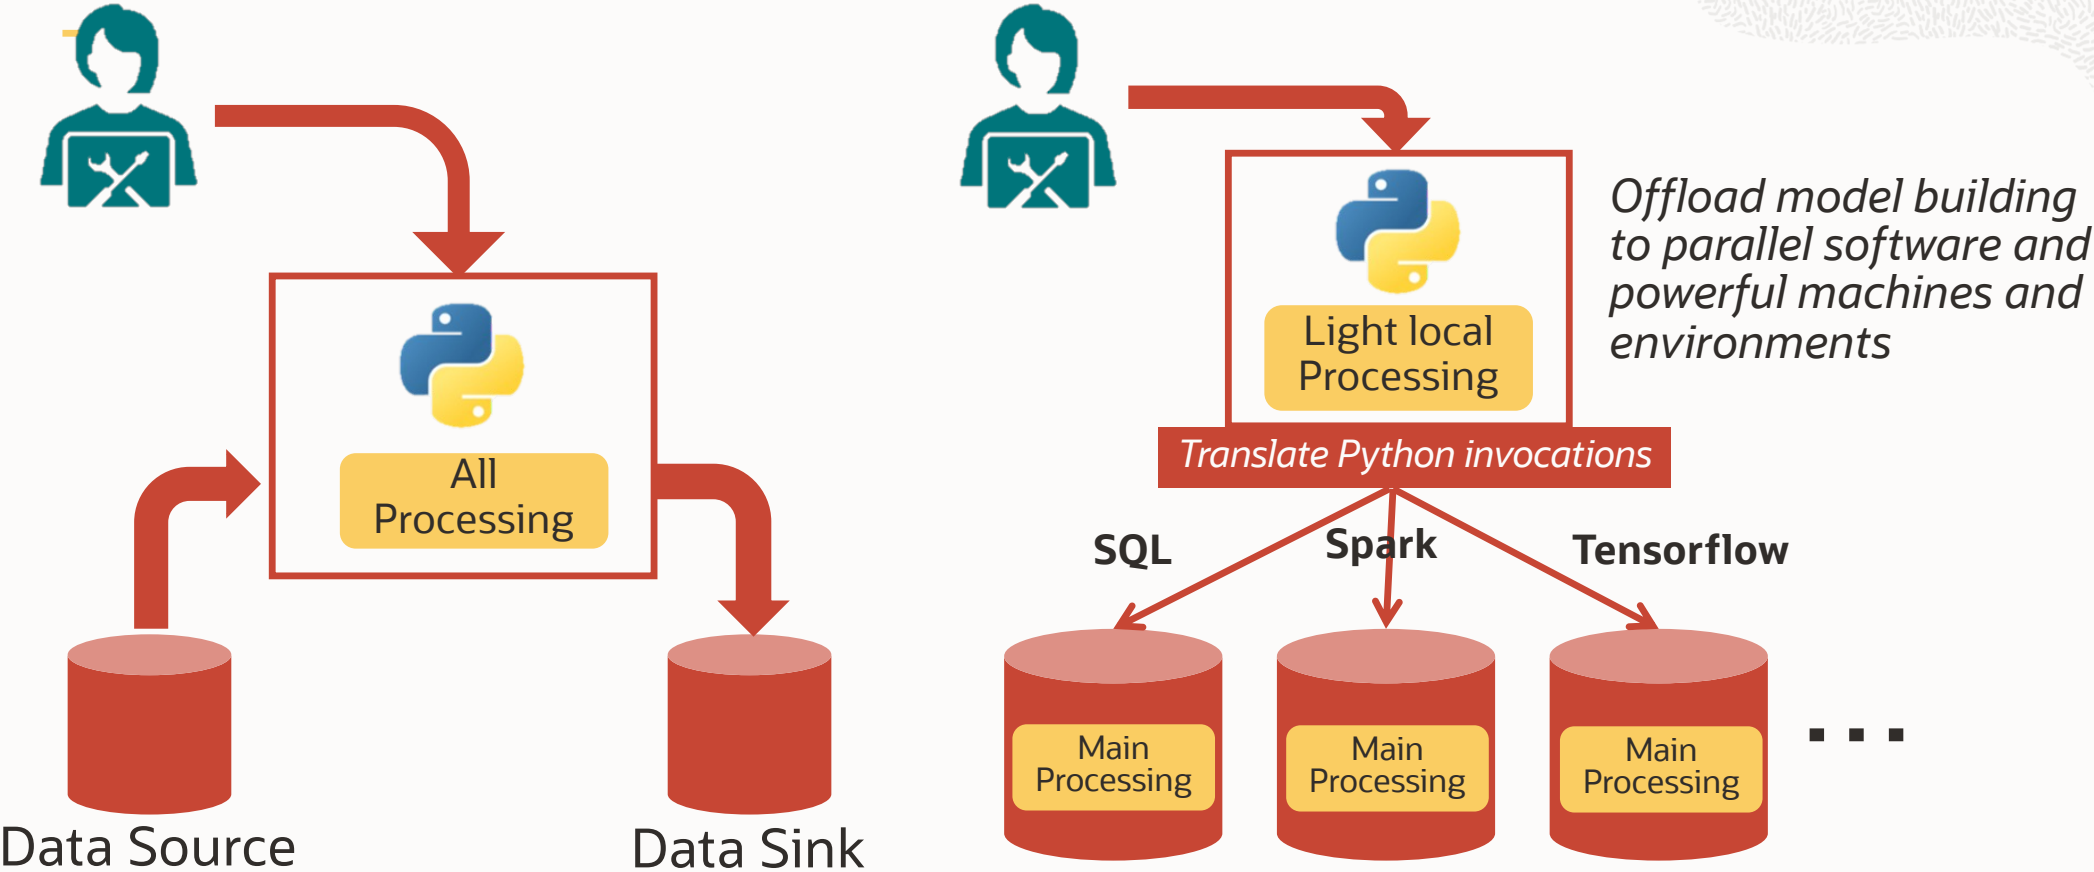 All
Processing
Data Source
Data Sink
Light local
Processing
Translate Python invocations
Offload model building
to parallel software and
powerful machines and
environments
SQL
Spark
Tensorflow
Main
Processing
Main
Processing
Main
Processing
...